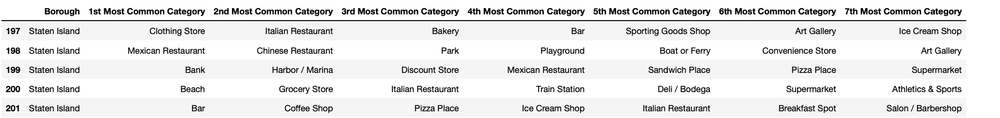 Borough 1st Most Common Category 2nd Most Common Category 3rd Most Common Category 4th Most Common Category 5th Most Common Category 6th Most Common Category 7th Most Common Category
197 Staten Island Clothing Store Italian Restaurant Bakery Bar Sporting Goods Shop Art Gallery Ice Cream Shop
198 Staten Island Mexican Restaurant Chinese Restaurant Park Playground Boat or Ferry Convenience Store Art Gallery
199 Staten Island Bank Harbor / Marina Discount Store Mexican Restaurant Sandwich Place Pizza Place Supermarket
200 Staten Island Beach Grocery Store Italian Restaurant Train Station Deli / Bodega Supermarket Athletics & Sports
201 Staten Island Bar Coffee Shop Pizza Place Ice Cream Shop Italian Restaurant Breakfast Spot Salon / Barbershop